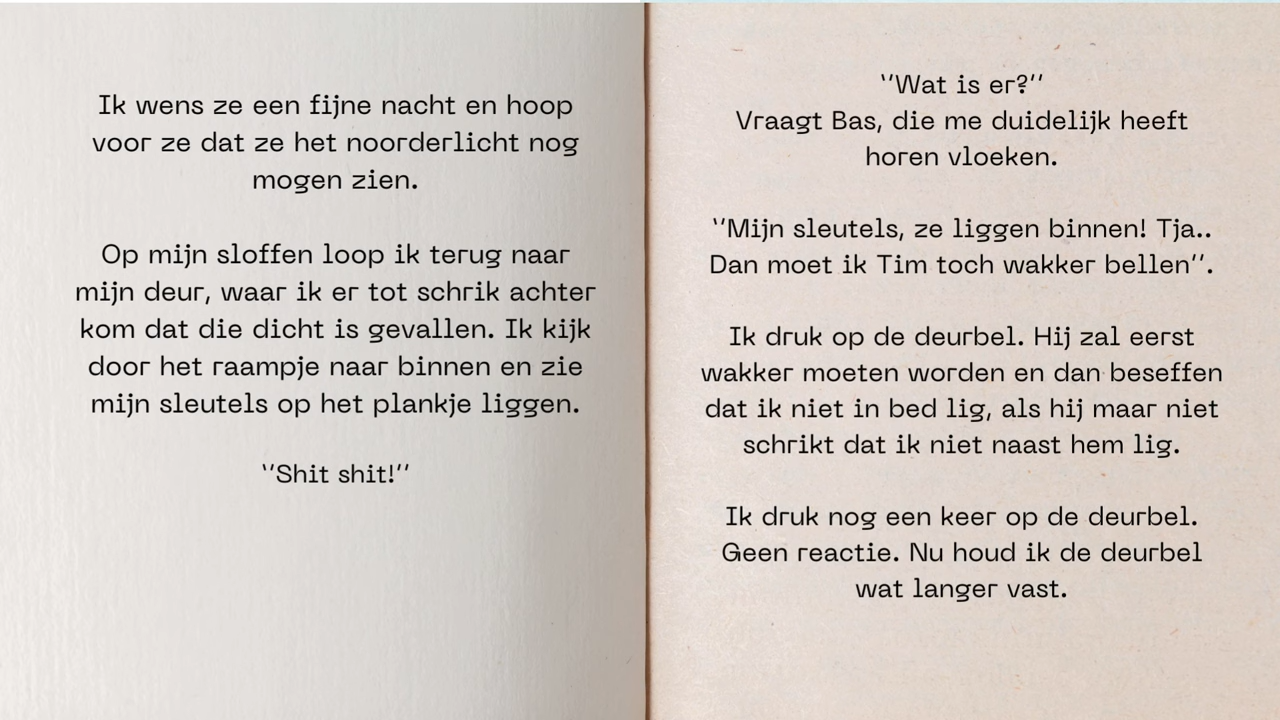 Ik wens ze een fijne nacht en hoop
voor ze dat ze het noorderlicht nog
mogen zien.
Op mijn sloffen loop ik terug naar
mijn deur, waar ik er tot schrik achter
kom dat die dicht is gevallen. Ik kijk
door het raampje naar binnen en zie
mijn sleutels op het plankje liggen.
‘‘Shit shit!’’
‘‘Wat is er?’’
Vraagt Bas, die me duidelijk heeft
horen vloeken.
‘‘Mijn sleutels, ze liggen binnen! Tja..
Dan moet ik Tim toch wakker bellen’’.
Ik druk op de deurbel. Hij zal eerst
wakker moeten worden en dan beseffen
dat ik niet in bed lig, als hij maar niet
schrikt dat ik niet naast hem lig.
Ik druk nog een keer op de deurbel.
Geen reactie. Nu houd ik de deurbel
wat langer vast.